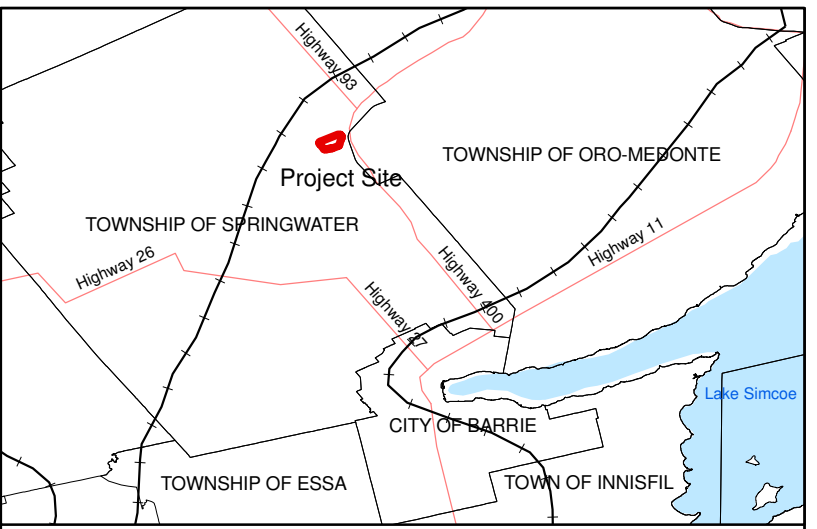 Highway 93
TOWNSHIP OF ORO-MEDONTE
Project Site
TOWNSHIP OF SPRINGWATER
Highway 11
Highway 26
Highway 400
Highway 27
Lake Simcoe
CITY OF BARRIE
TOWNSHIP OF ESSA
TOWN OF INNISFIL